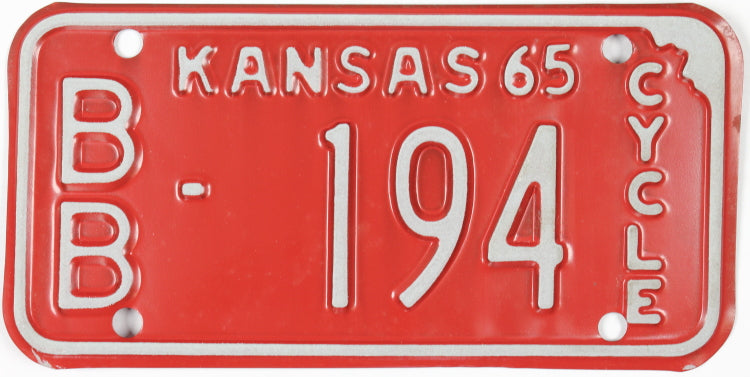 KANSAS 65
BB - 194
CYCLE